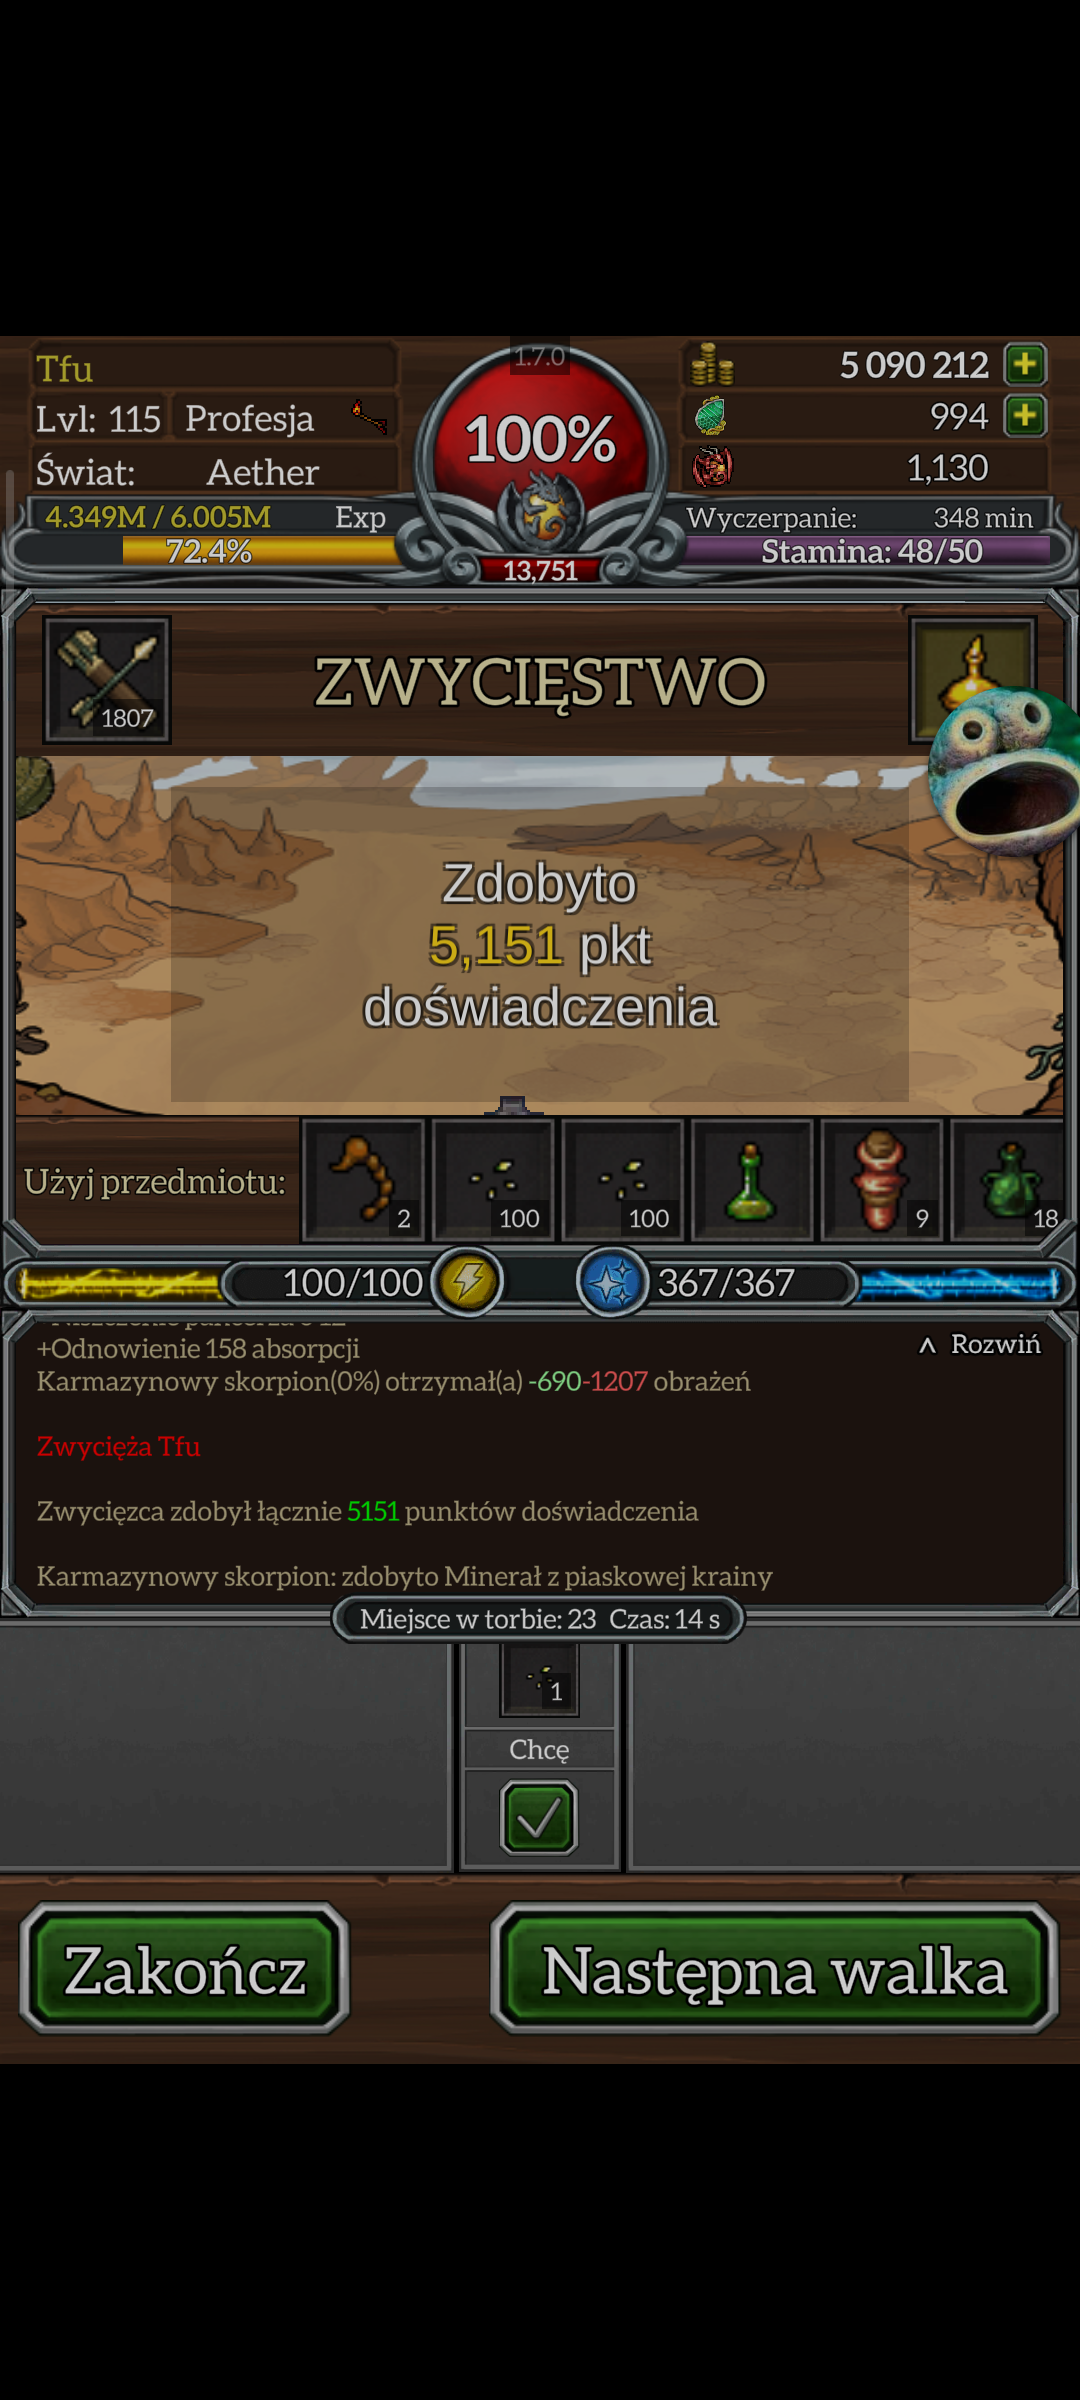 Tfu
1.7.0
5 090 212
Lvl: 115 Profesja
100%
994
Świat: Aether
1,130
4.349M / 6.005M Exp
Wyczerpanie: 348 min
72.4%
Stamina: 48/50
13,751
1807
ZWYCIĘSTWO
Zdobyto
5,151 pkt
doświadczenia
Użyj przedmiotu:
2
100
100
9
18
100/100
367/367
+Odnowienie 158 absorpcji
^ Rozwiń
Karmazynowy skorpion(0%) otrzymał(a) -690-1207 obrażeń
Zwycięża Tfu
Zwycięzca zdobył łącznie 5151 punktów doświadczenia
Karmazynowy skorpion: zdobyto Minerał z piaskowej krainy
Miejsce w torbie: 23 Czas: 14 s
1
Chcę
Zakończ
Następna walka